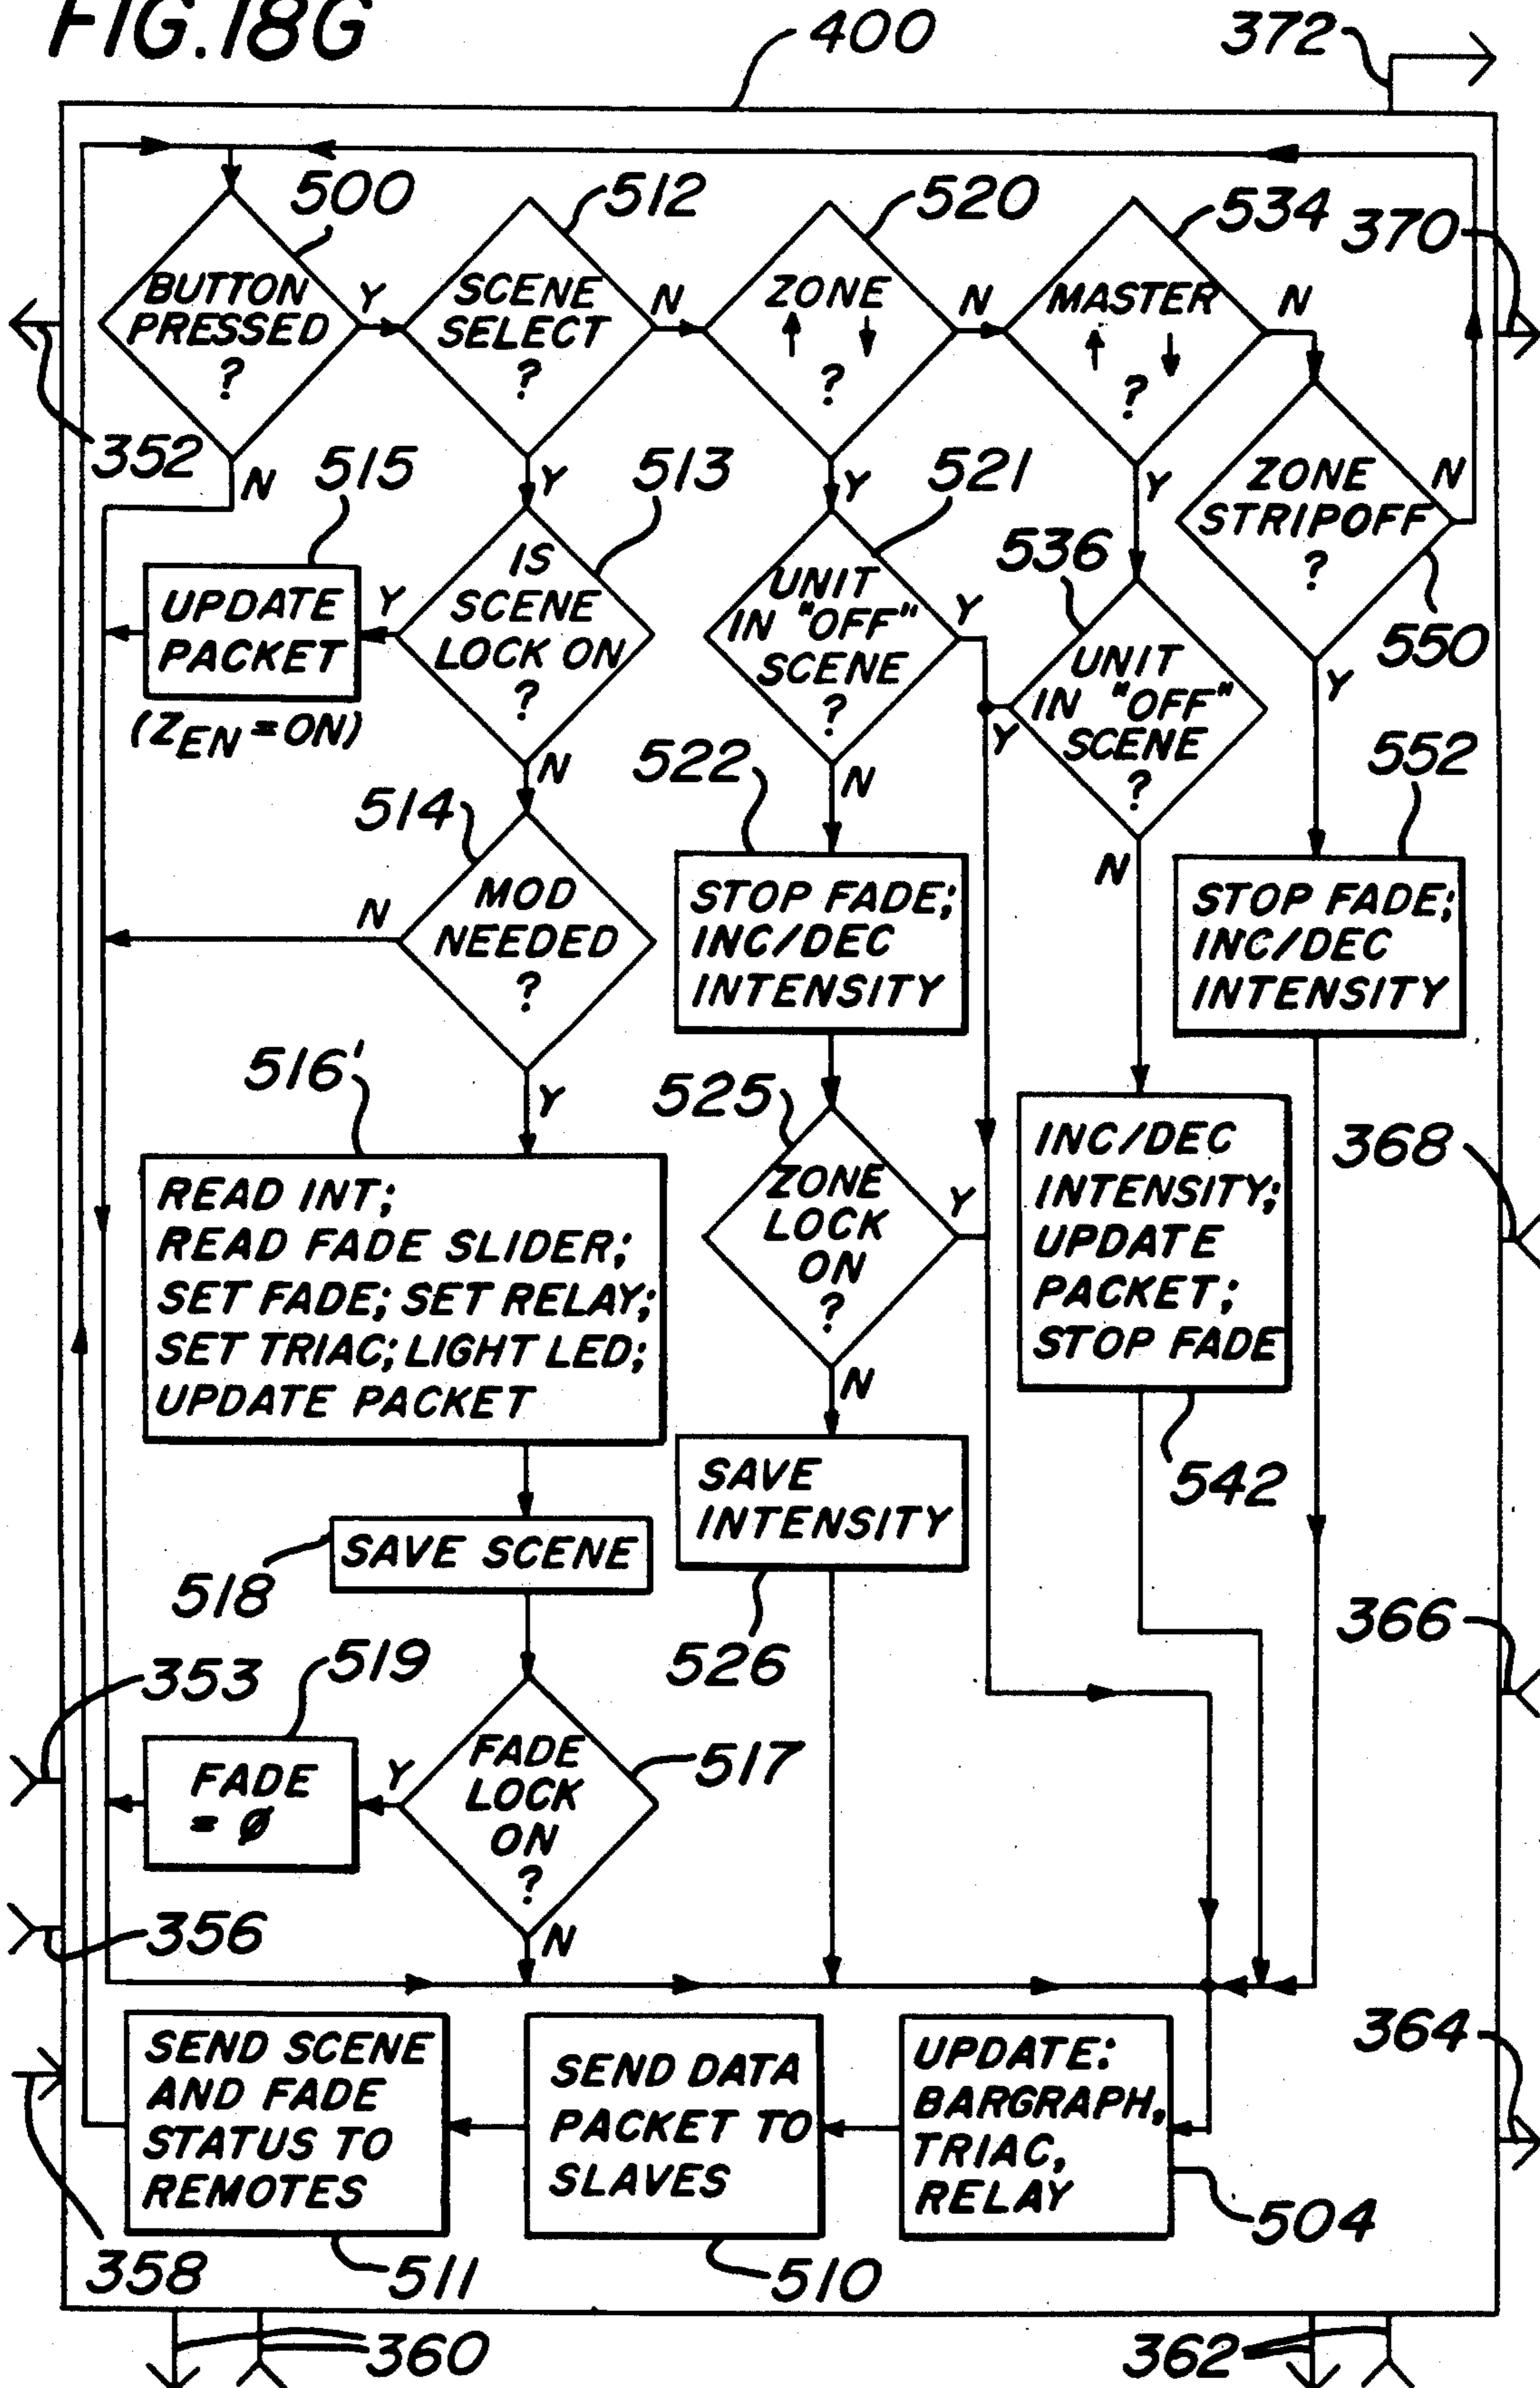 FIG.18G
400
372
500
512
520
534
370
BUTTON
PRESSED
?
Y
SCENE
SELECT
?
N
ZONE
↑ ↓
?
N
MASTER
↑ ↓
?
N
352
N
515
Y
513
Y
521
Y
ZONE
STRIPOFF
?
N
550
Y
UPDATE
PACKET
(ZEN = ON)
Y
IS
SCENE
LOCK ON
?
N
UNIT
IN "OFF"
SCENE
?
Y
N
536
UNIT
IN "OFF"
SCENE
?
Y
N
514
522
552
N
MOD
NEEDED
?
Y
STOP FADE;
INC/DEC
INTENSITY
STOP FADE;
INC/DEC
INTENSITY
516'
525
368
READ INT;
READ FADE SLIDER;
SET FADE; SET RELAY;
SET TRIAC; LIGHT LED;
UPDATE PACKET
ZONE
LOCK
ON
?
Y
N
INC/DEC
INTENSITY;
UPDATE
PACKET;
STOP FADE
542
SAVE SCENE
518
SAVE
INTENSITY
526
366
353
519
FADE
= Ø
Y
FADE
LOCK
ON
?
517
N
356
364
SEND SCENE
AND FADE
STATUS TO
REMOTES
SEND DATA
PACKET TO
SLAVES
UPDATE:
BARGRAPH,
TRIAC,
RELAY
504
358
511
510
360
362